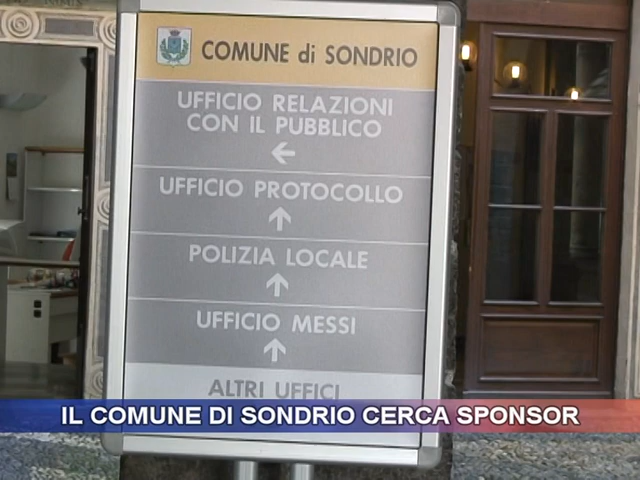 COMUNE di SONDRIO
UFFICIO RELAZIONI
CON IL PUBBLICO
←
UFFICIO PROTOCOLLO
↑
POLIZIA LOCALE
↑
UFFICIO MESSI
↑
ALTRI UFFICI
IL COMUNE DI SONDRIO CERCA SPONSOR